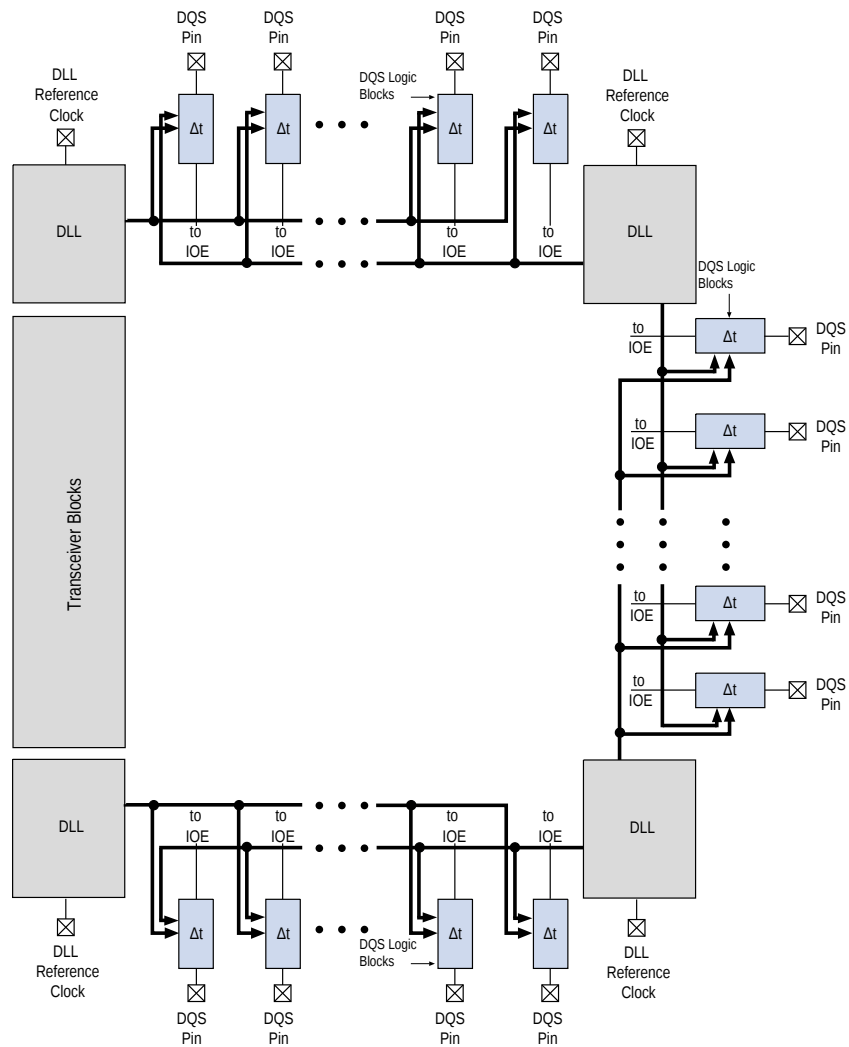 DQS
Pin
DQS
Pin
DQS
Pin
DQS
Pin
DLL
Reference
Clock
DQS Logic
Blocks
DLL
Reference
Clock
Δt
Δt
Δt
Δt
DLL
to
IOE
to
IOE
to
IOE
to
IOE
DLL
DQS Logic
Blocks
to
IOE
Δt
DQS
Pin
to
IOE
Δt
DQS
Pin
Transceiver Blocks
to
IOE
Δt
DQS
Pin
to
IOE
Δt
DQS
Pin
DLL
to
IOE
to
IOE
to
IOE
to
IOE
DLL
Δt
Δt
Δt
Δt
DQS Logic
Blocks
DLL
Reference
Clock
DLL
Reference
Clock
DQS
Pin
DQS
Pin
DQS
Pin
DQS
Pin